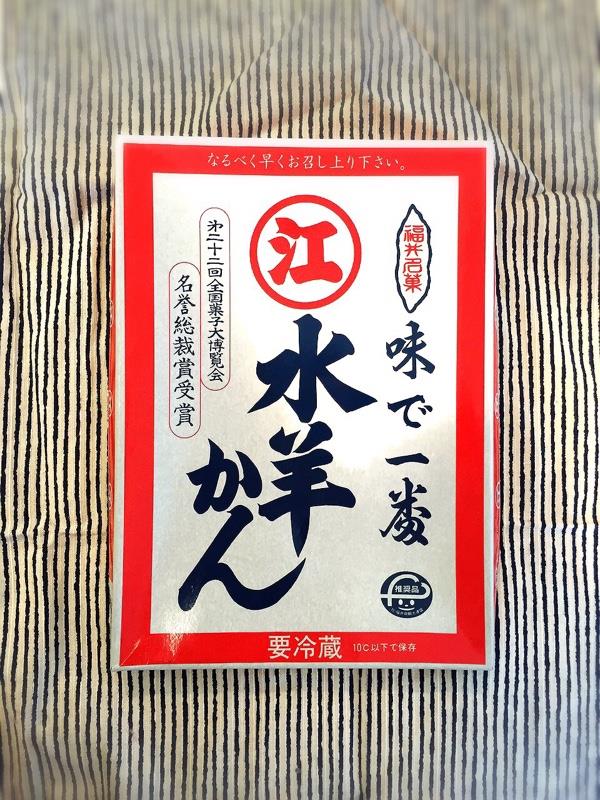 なるべく早くお召し上り下さい。
福井名菓
味で一番
江
水羊かん
第二十二回全国菓子大博覧会
名誉総裁賞受賞
推奨品
要冷蔵 10℃以下で保存